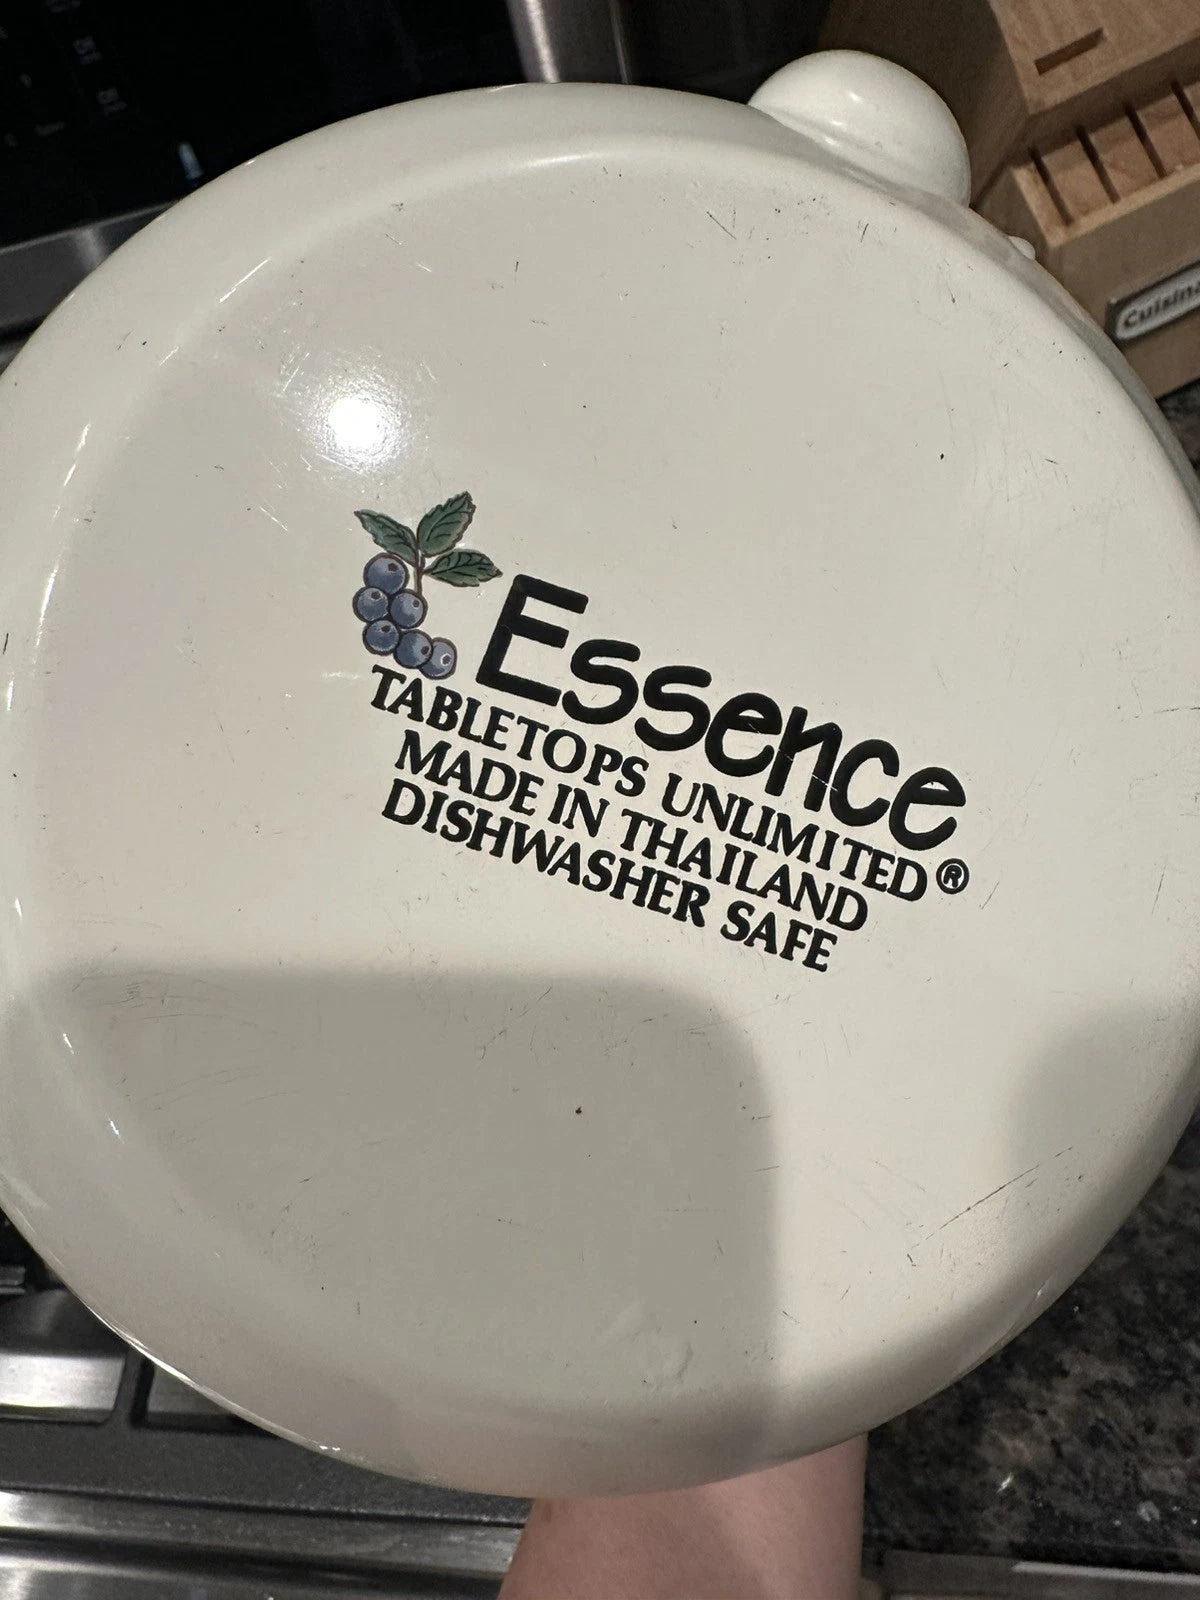 Essence
TABLETOPS UNLIMITED®
MADE IN THAILAND
DISHWASHER SAFE